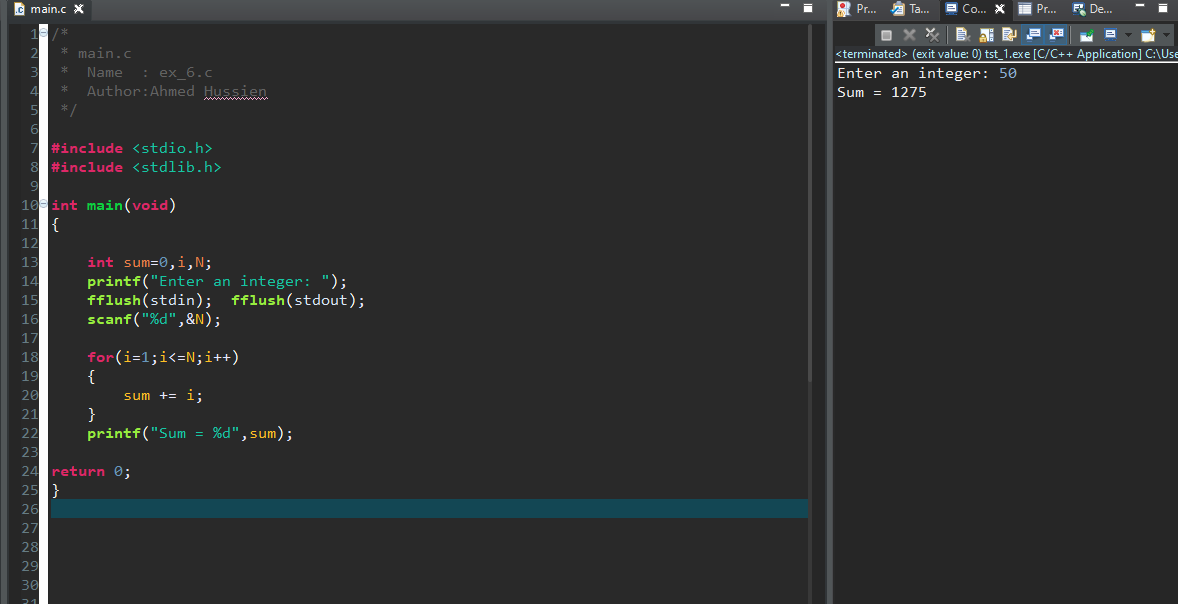 main.c
1 /*
2  * main.c
3  *  Name  : ex_6.c
4  *  Author:Ahmed Hussien
5  */
6
7 #include <stdio.h>
8 #include <stdlib.h>
9
10 int main(void)
11 {
12
13     int sum=0,i,N;
14     printf("Enter an integer: ");
15     fflush(stdin);  fflush(stdout);
16     scanf("%d",&N);
17
18     for(i=1;i<=N;i++)
19     {
20         sum += i;
21     }
22     printf("Sum = %d",sum);
23
24 return 0;
25 }
26
27
28
29
30
31
Pr... Ta... Co... Pr... De...
<terminated> (exit value: 0) tst_1.exe [C/C++ Application] C:\Use
Enter an integer: 50
Sum = 1275